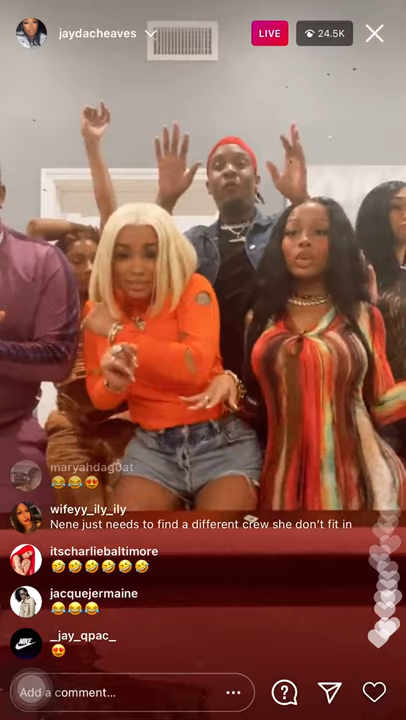 jaydacheaves
LIVE
24.5K
maryahdag0at
😂😂😍
wifeyy_ily_ily
Nene just needs to find a different crew she don't fit in
itscharliebaltimore
🤣🤣🤣🤣🤣🤣
jacquejermaine
😂😂😂
NIKE
_jay_qpac_
😍
Add a comment...